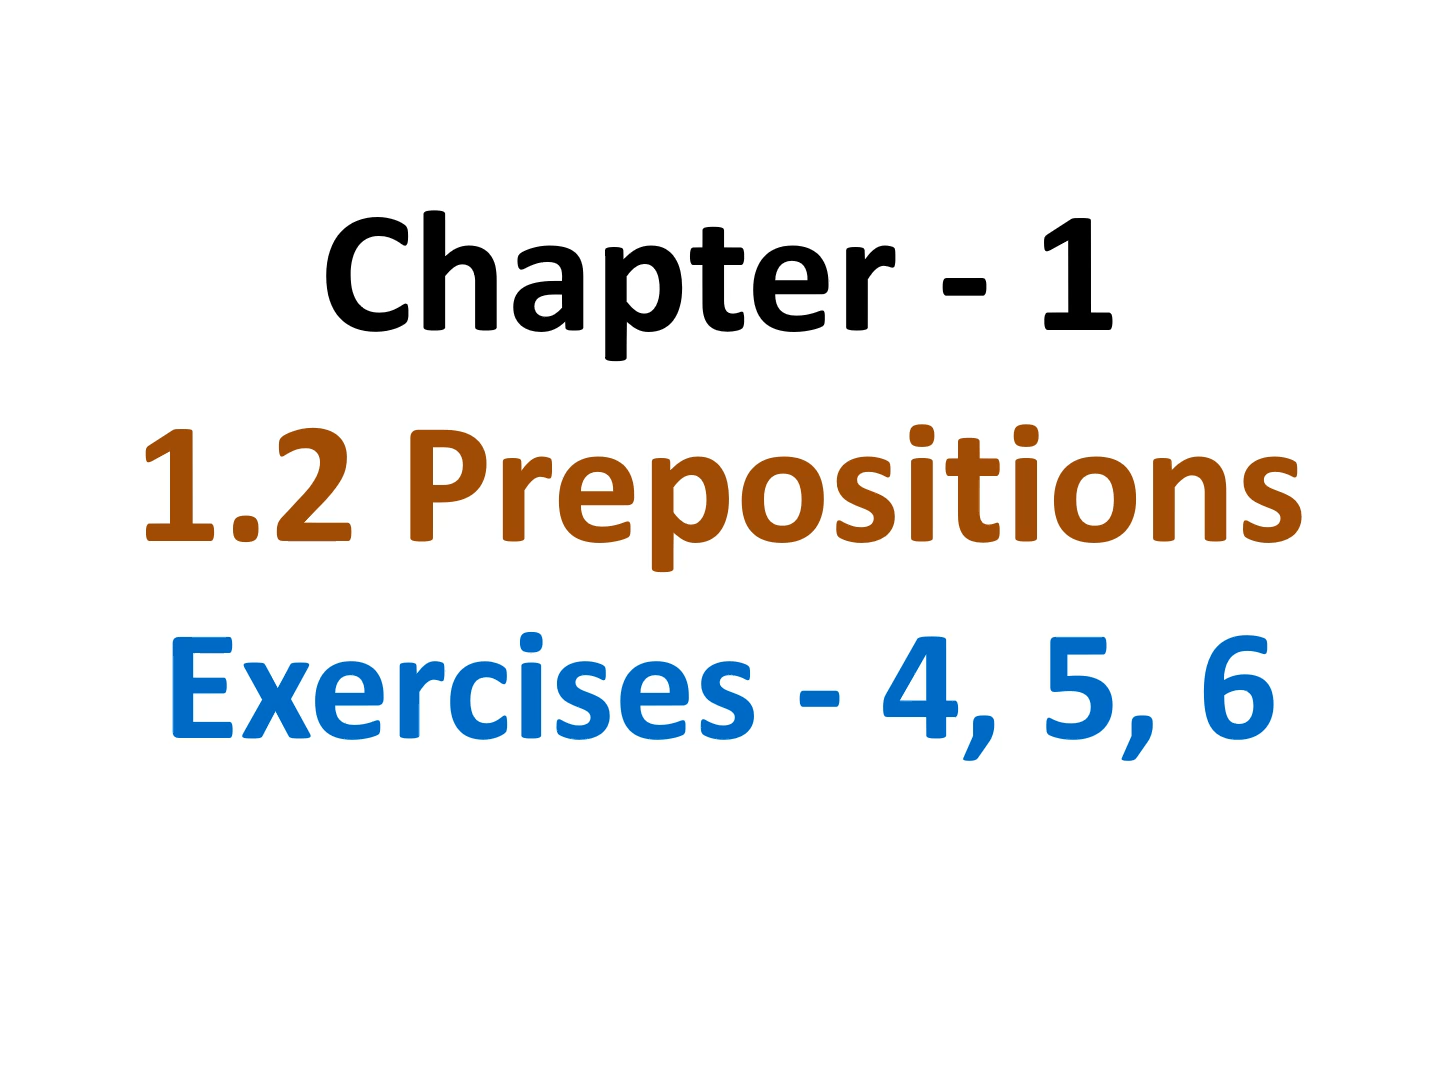 Chapter - 1
1.2 Prepositions
Exercises - 4, 5, 6